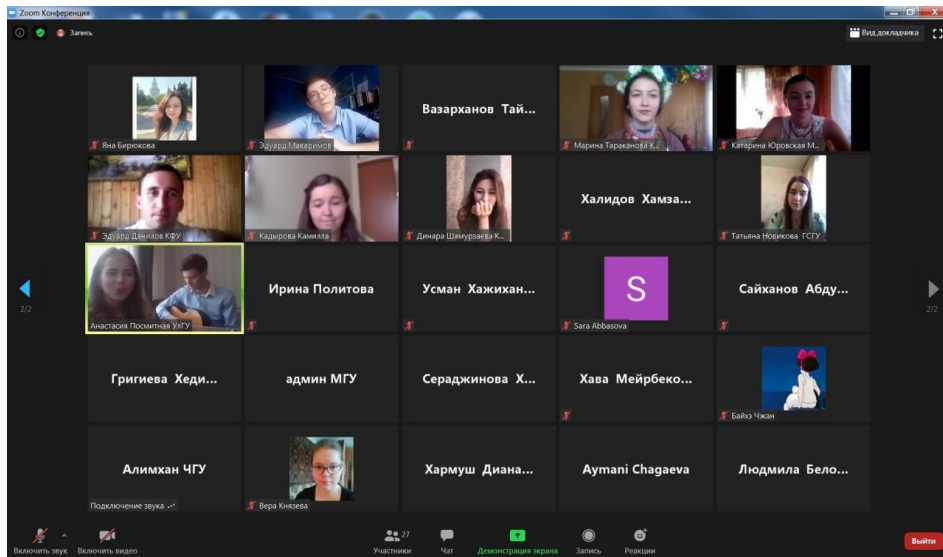 Zoom Конференция
Запись
Вид докладчика
Яна Бирюкова
Эдуард Макаримов
Вазарханов Тай...
Марина Тараканова К...
Катарина Юровская М...
Эдуард Данилов КФУ
Кадырова Камилла
Динара Шамурзаева К...
Халидов Хамза...
Татьяна Новикова ГСГУ
2/2
Анастасия Посмитная УлГУ
Ирина Политова
Усман Хажихан...
S
Sara Abbasova
Сайханов Абду...
2/2
Григиева Хеди...
админ МГУ
Сераджинова Х...
Хава Мейрбеко...
Байхэ Чжан
Алимхан ЧГУ
Подключение звука
Вера Князева
Хармуш Диана...
Aymani Chagaeva
Людмила Бело...
Включить звук
Включить видео
27
Участники
Чат
Демонстрация экрана
Запись
Реакции
Выйти